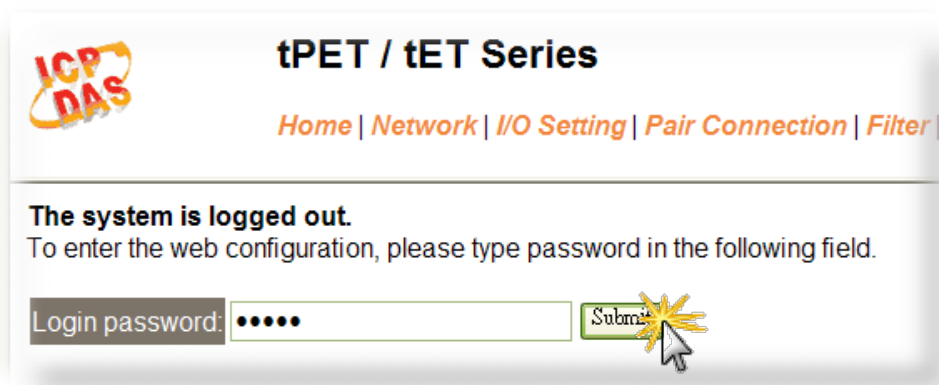 ICP DAS
tPET / tET Series
Home | Network | I/O Setting | Pair Connection | Filter |
The system is logged out.
To enter the web configuration, please type password in the following field.
Login password: •••••